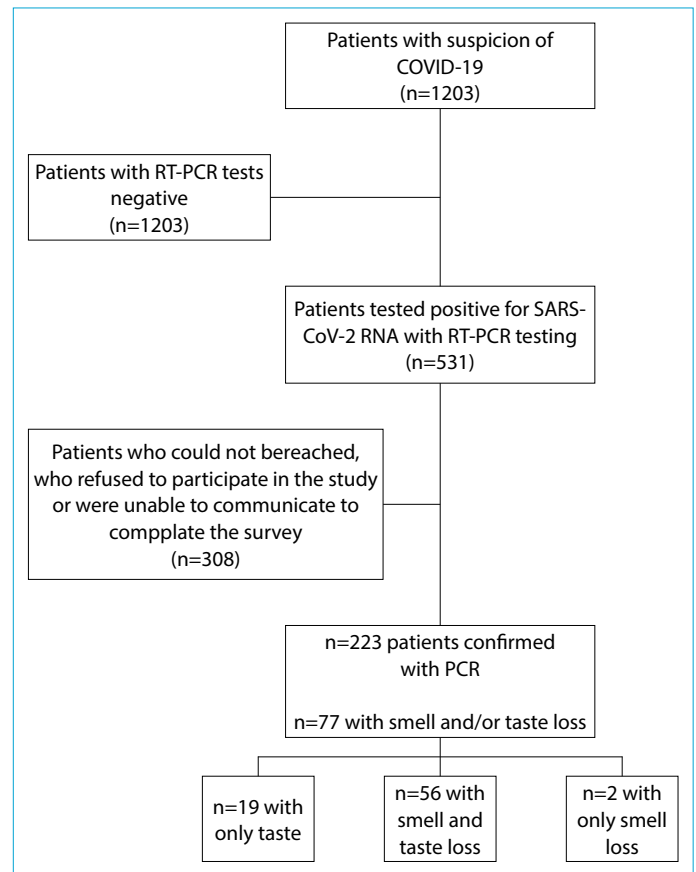 Patients with suspicion of
COVID-19
(n=1203)
Patients with RT-PCR tests
negative
(n=1203)
Patients tested positive for SARS-
CoV-2 RNA with RT-PCR testing
(n=531)
Patients who could not bereached,
who refused to participate in the study
or were unable to communicate to
compplate the survey
(n=308)
n=223 patients confirmed
with PCR
n=77 with smell and/or taste loss
n=19 with
only taste
n=56 with
smell and
taste loss
n=2 with
only smell
loss